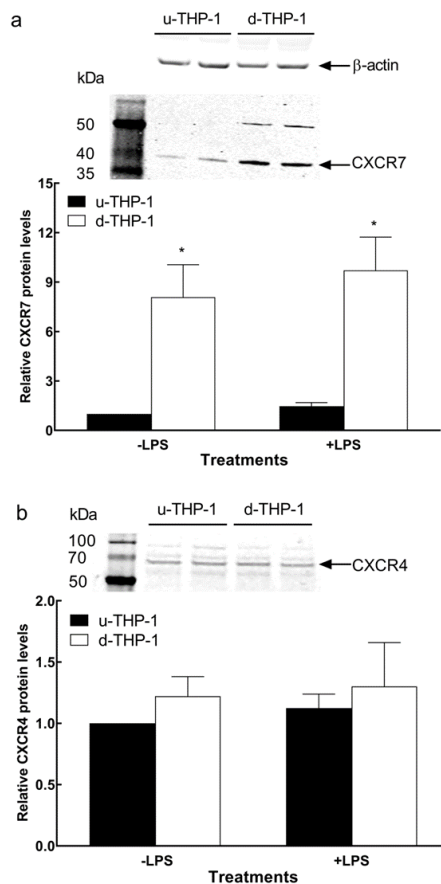 a
u-THP-1 d-THP-1
β-actin
kDa
50
40
35
CXCR7
15
12
9
6
3
0
Relative CXCR7 protein levels
u-THP-1
d-THP-1
*
*
-LPS +LPS
Treatments
b
kDa
u-THP-1 d-THP-1
100
70
50
CXCR4
2.0
1.5
1.0
0.5
0.0
Relative CXCR4 protein levels
u-THP-1
d-THP-1
-LPS +LPS
Treatments